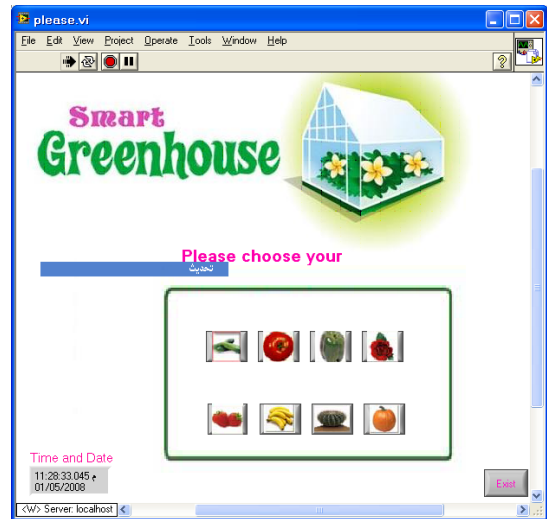 please.vi
File Edit View Project Operate Tools Window Help
Smart
Greenhouse
Please choose your
تحديث
Time and Date
11:28:33.045 م
01/05/2008
Exist
<W> Server: localhost